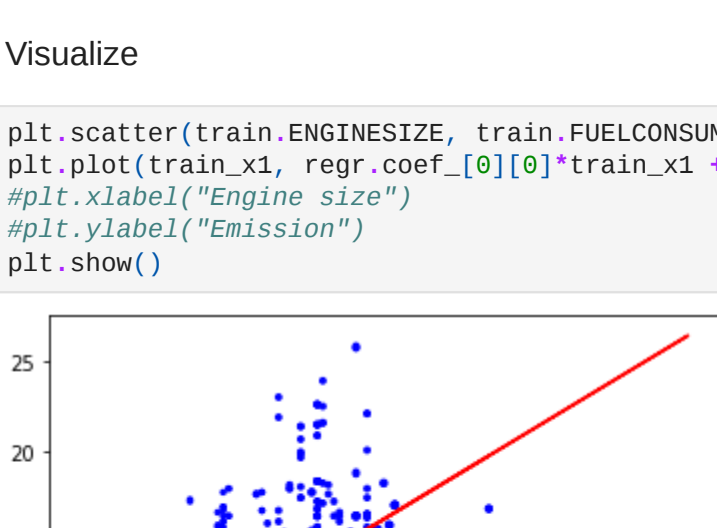 Visualize
plt.scatter(train.ENGINESIZE, train.FUELCONSUM
plt.plot(train_x1, regr.coef_[0][0]*train_x1 +
#plt.xlabel("Engine size")
#plt.ylabel("Emission")
plt.show()
25
20